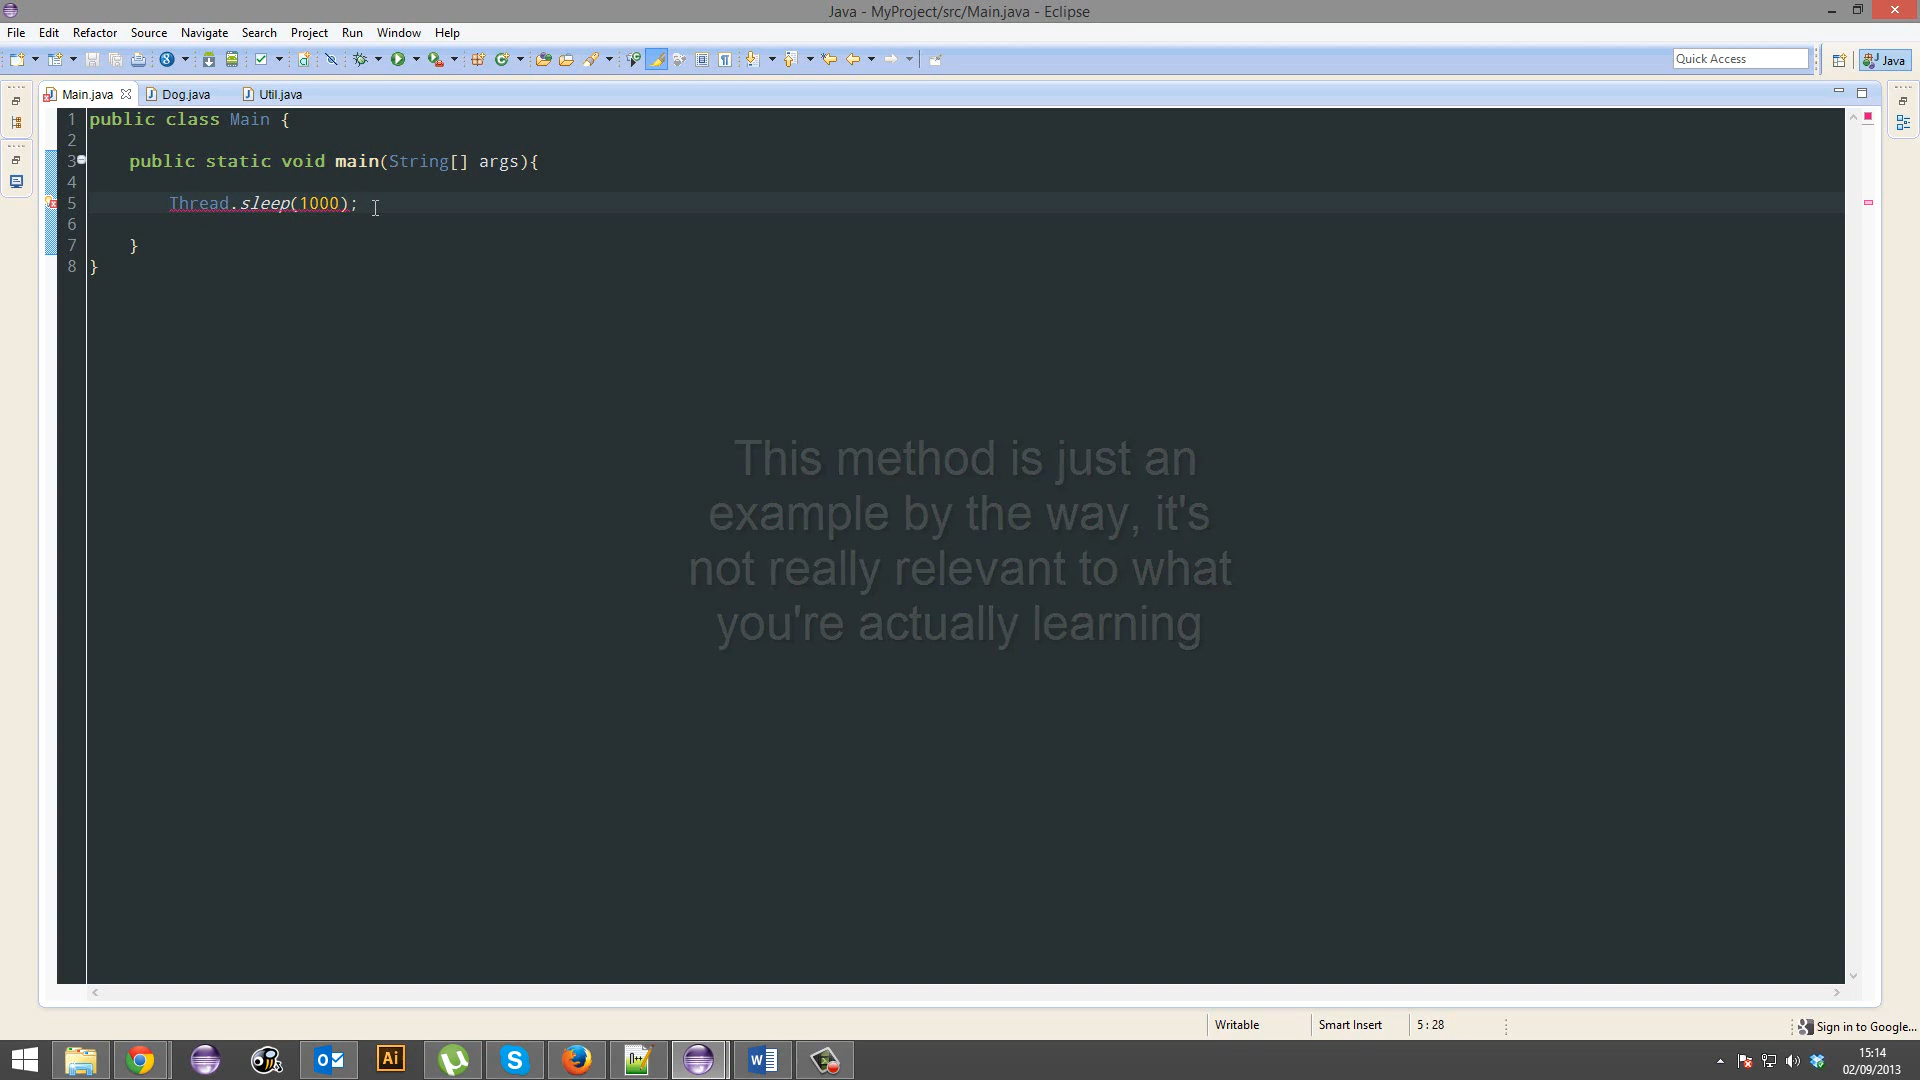 Java - MyProject/src/Main.java - Eclipse
File Edit Refactor Source Navigate Search Project Run Window Help
Quick Access
Java
Main.java
Dog.java
Util.java
1 public class Main {
2
3 public static void main(String[] args){
4
5 Thread.sleep(1000);
6
7 }
8 }
This method is just an
example by the way, it's
not really relevant to what
you're actually learning
Writable
Smart Insert
5 : 28
Sign in to Google...
15:14
02/09/2013